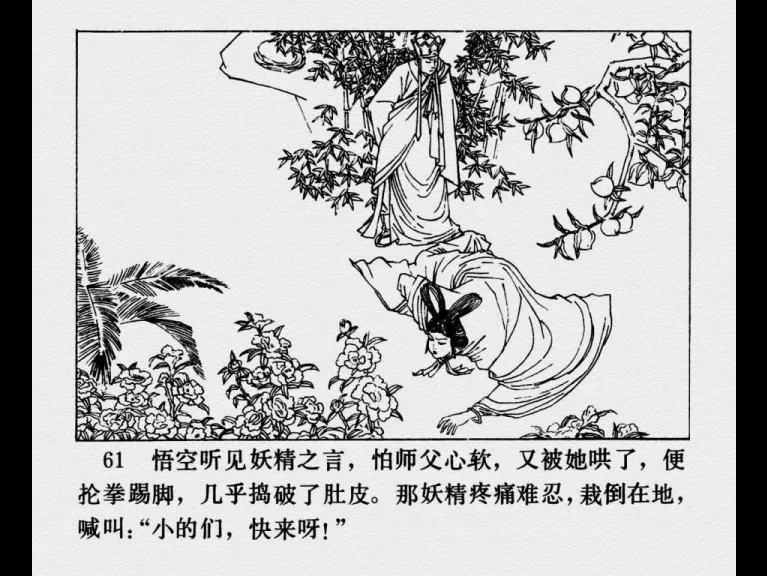 61 悟空听见妖精之言，怕师父心软，又被她哄了，便
抡拳踢脚，几乎捣破了肚皮。那妖精疼痛难忍，栽倒在地，
喊叫：“小的们，快来呀！”